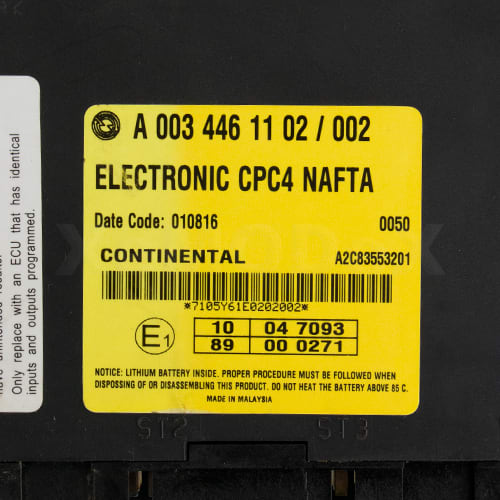 A 003 446 11 02 / 002
ELECTRONIC CPC4 NAFTA
Date Code: 010816 0050
CONTINENTAL A2C83553201
*7105Y61E0202002*
E1
10 04 7093
89 00 0271
NOTICE: LITHIUM BATTERY INSIDE. PROPER PROCEDURE MUST BE FOLLOWED WHEN
DISPOSSING OF OR DISASSEMBLING THIS PRODUCT. DO NOT HEAT THE BATTERY ABOVE 85 C.
MADE IN MALAYSIA
ST2 ST3
Only replace with an ECU that has identical
inputs and outputs programmed.